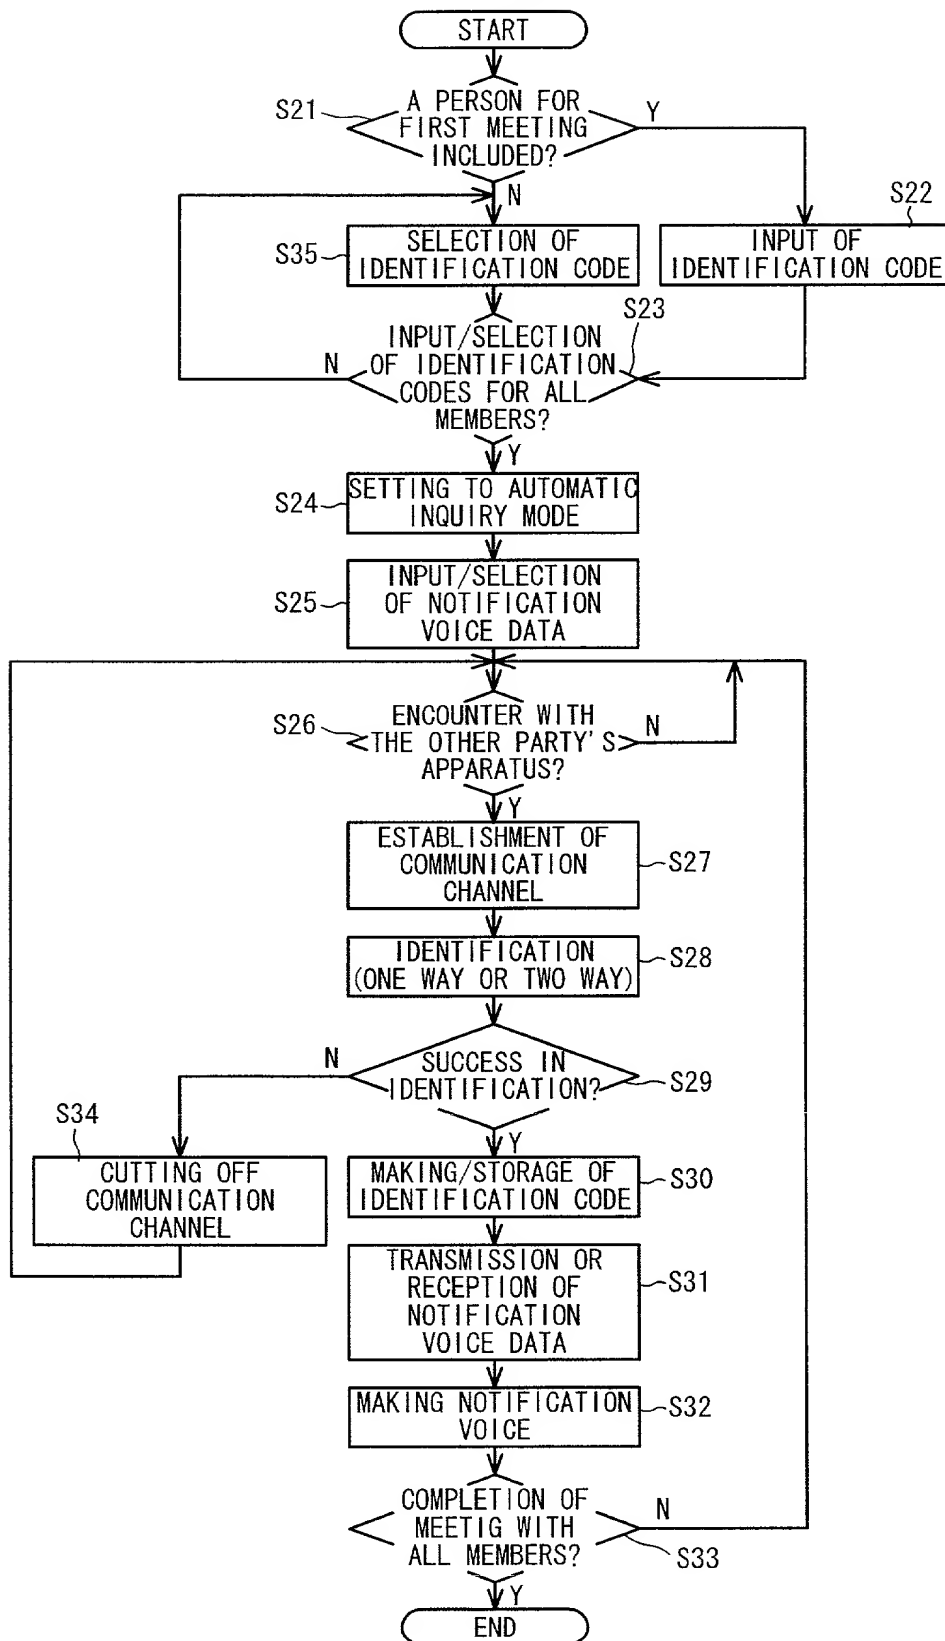 START
S21
A PERSON FOR
FIRST MEETING
INCLUDED?
Y
N
S22
INPUT OF
IDENTIFICATION CODE
S35
SELECTION OF
IDENTIFICATION CODE
S23
INPUT/SELECTION
OF IDENTIFICATION
CODES FOR ALL
MEMBERS?
N
Y
S24
SETTING TO AUTOMATIC
INQUIRY MODE
S25
INPUT/SELECTION
OF NOTIFICATION
VOICE DATA
S26
ENCOUNTER WITH
THE OTHER PARTY'S
APPARATUS?
N
Y
ESTABLISHMENT OF
COMMUNICATION
CHANNEL
S27
IDENTIFICATION
(ONE WAY OR TWO WAY)
S28
N
SUCCESS IN
IDENTIFICATION?
S29
Y
S34
CUTTING OFF
COMMUNICATION
CHANNEL
MAKING/STORAGE OF
IDENTIFICATION CODE
S30
TRANSMISSION OR
RECEPTION OF
NOTIFICATION
VOICE DATA
S31
MAKING NOTIFICATION
VOICE
S32
COMPLETION OF
MEETIG WITH
ALL MEMBERS?
N
S33
Y
END